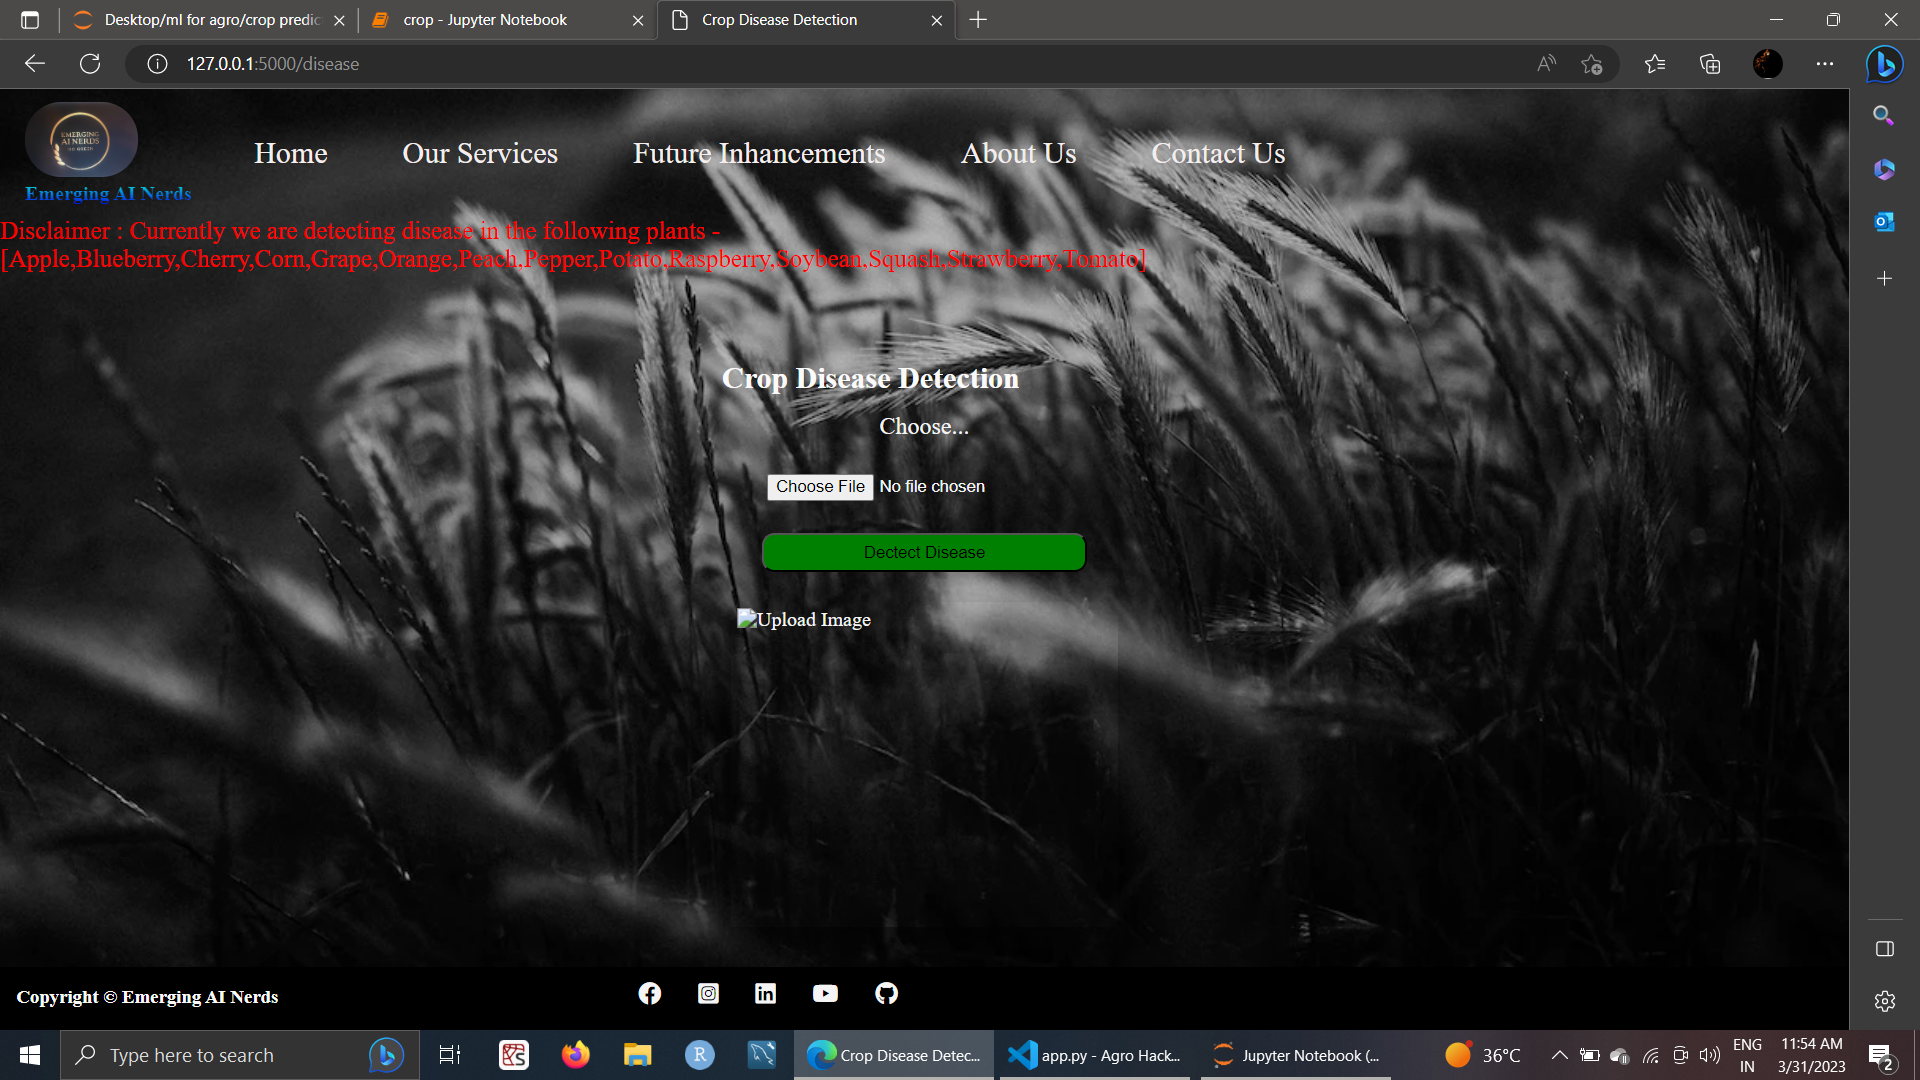 Desktop/ml for agro/crop predic
crop - Jupyter Notebook
Crop Disease Detection
127.0.0.1:5000/disease
EMERGING
AI NERDS
Emerging AI Nerds
Home
Our Services
Future Inhancements
About Us
Contact Us
Disclaimer : Currently we are detecting disease in the following plants -
[Apple,Blueberry,Cherry,Corn,Grape,Orange,Peach,Pepper,Potato,Raspberry,Soybean,Squash,Strawberry,Tomato]
Crop Disease Detection
Choose...
Choose File No file chosen
Dectect Disease
Upload Image
Copyright © Emerging AI Nerds
Type here to search
Crop Disease Detec...
app.py - Agro Hack...
Jupyter Notebook (...
36°C
ENG
IN
11:54 AM
3/31/2023
2